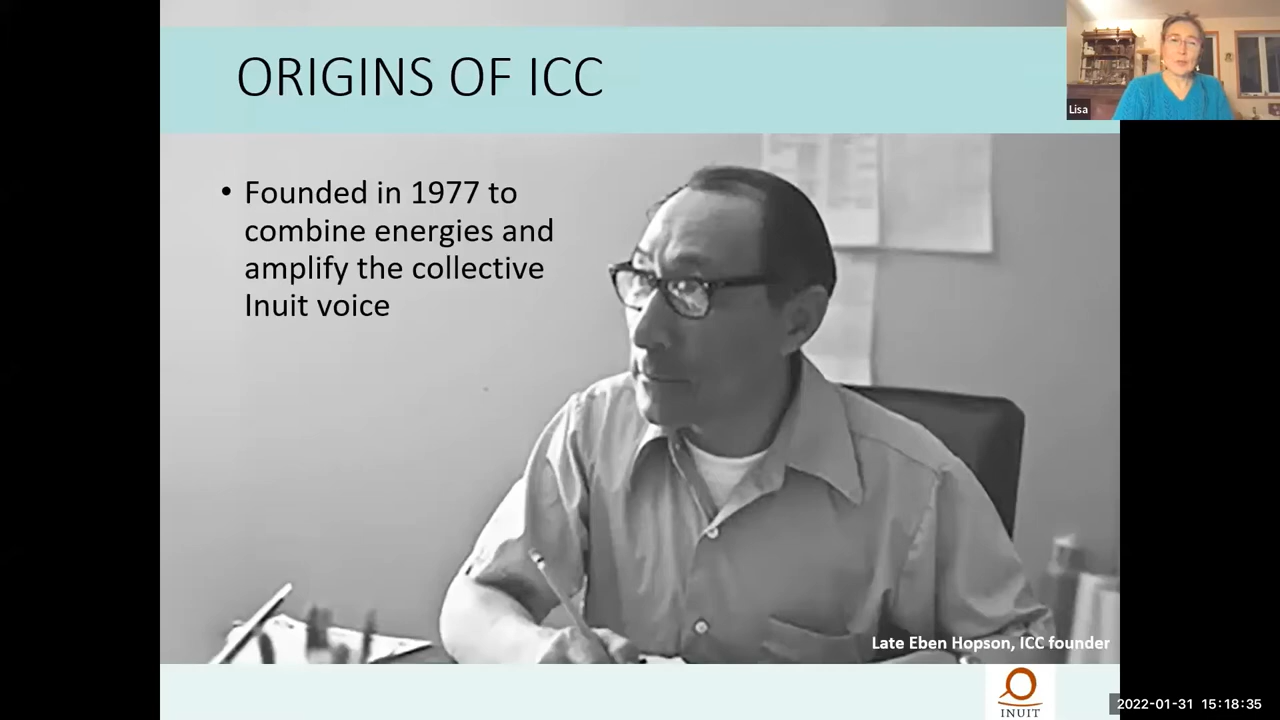 ORIGINS OF ICC
Lisa
• Founded in 1977 to
combine energies and
amplify the collective
Inuit voice
Late Eben Hopson, ICC founder
INUIT
2022-01-31 15:18:35